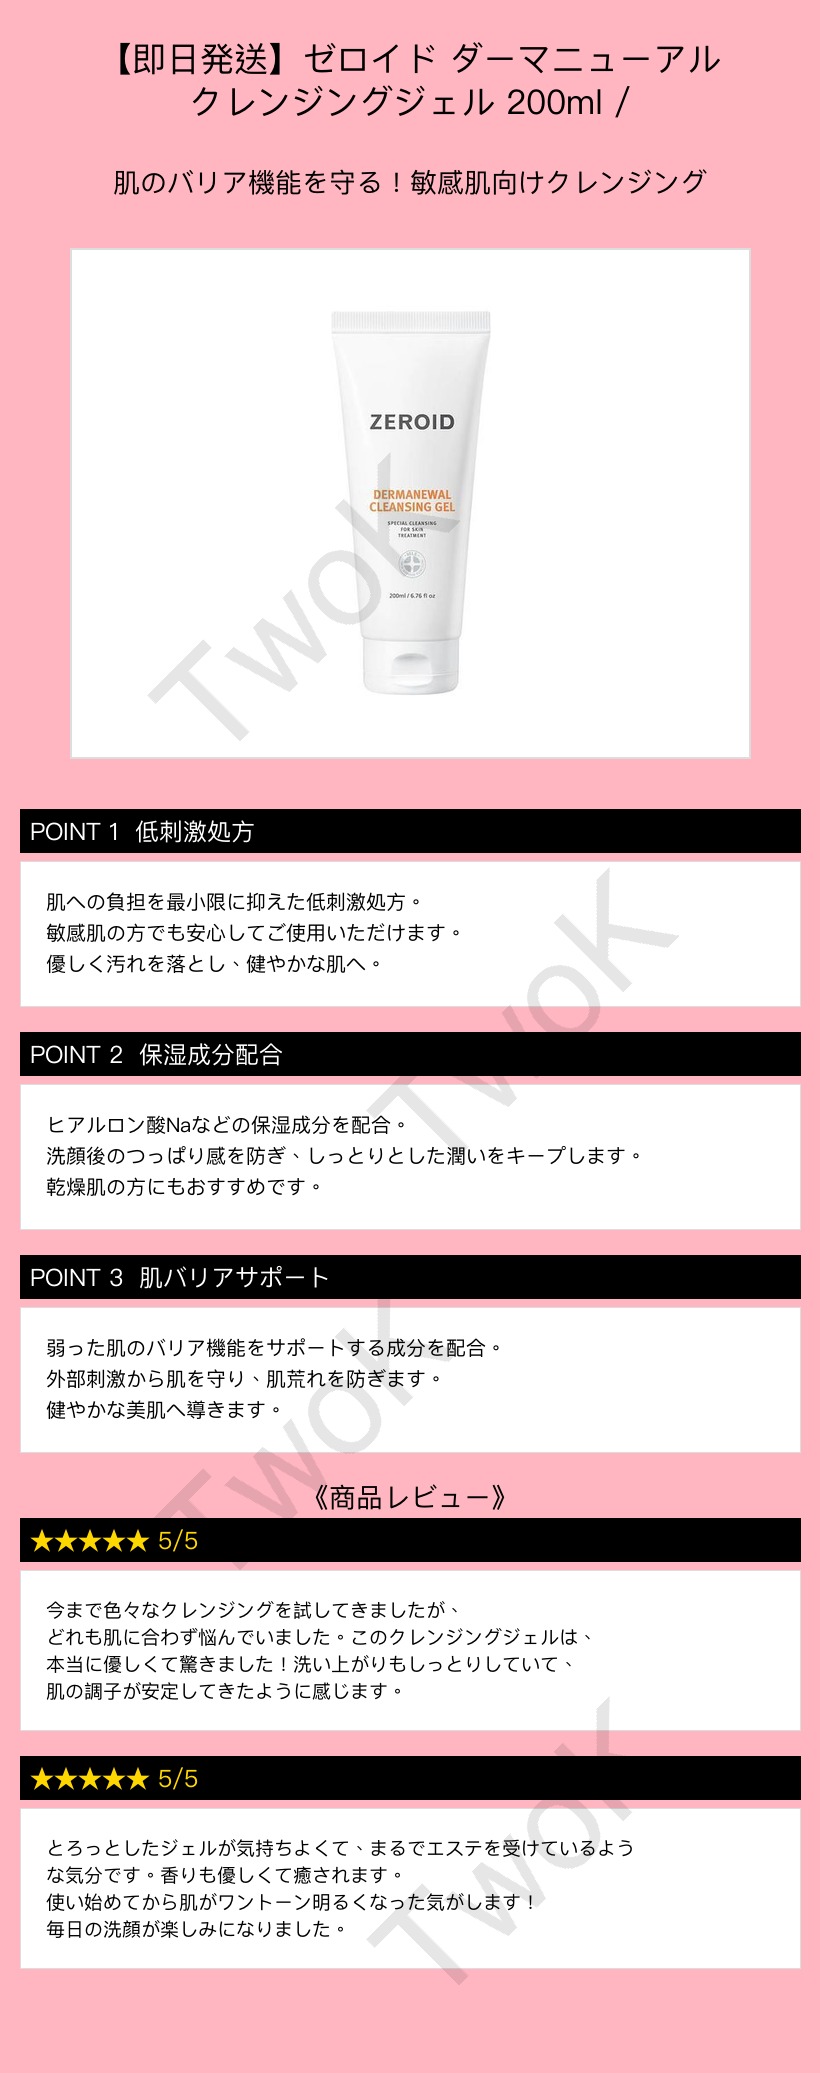 【即日発送】ゼロイド ダーマニューアル
クレンジングジェル 200ml /
肌のバリア機能を守る！敏感肌向けクレンジング
ZEROID
DERMANEWAL
CLEANSING GEL
SPECIAL CLEANSING
FOR SKIN
TREATMENT
200ml / 6.76 fl oz
TwoK
POINT 1 低刺激処方
肌への負担を最小限に抑えた低刺激処方。
敏感肌の方でも安心してご使用いただけます。
優しく汚れを落とし、健やかな肌へ。
TwoK
POINT 2 保湿成分配合
ヒアルロン酸Naなどの保湿成分を配合。
洗顔後のつっぱり感を防ぎ、しっとりとした潤いをキープします。
乾燥肌の方にもおすすめです。
POINT 3 肌バリアサポート
弱った肌のバリア機能をサポートする成分を配合。
外部刺激から肌を守り、肌荒れを防ぎます。
健やかな美肌へ導きます。
TwoK
《商品レビュー》
★★★★★ 5/5
今まで色々なクレンジングを試してきましたが、
どれも肌に合わず悩んでいました。このクレンジングジェルは、
本当に優しくて驚きました！洗い上がりもしっとりしていて、
肌の調子が安定してきたように感じます。
★★★★★ 5/5
とろっとしたジェルが気持ちよくて、まるでエステを受けているよう
な気分です。香りも優しくて癒されます。
使い始めてから肌がワントーン明るくなった気がします！
毎日の洗顔が楽しみになりました。
TwoK